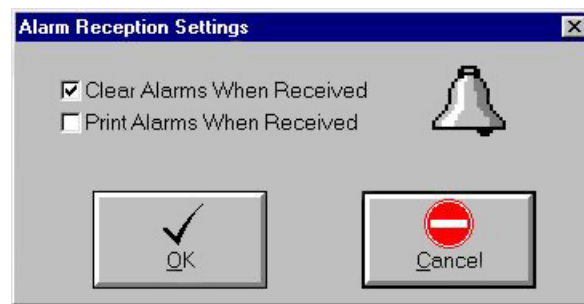 Alarm Reception Settings
Clear Alarms When Received
Print Alarms When Received
OK
Cancel